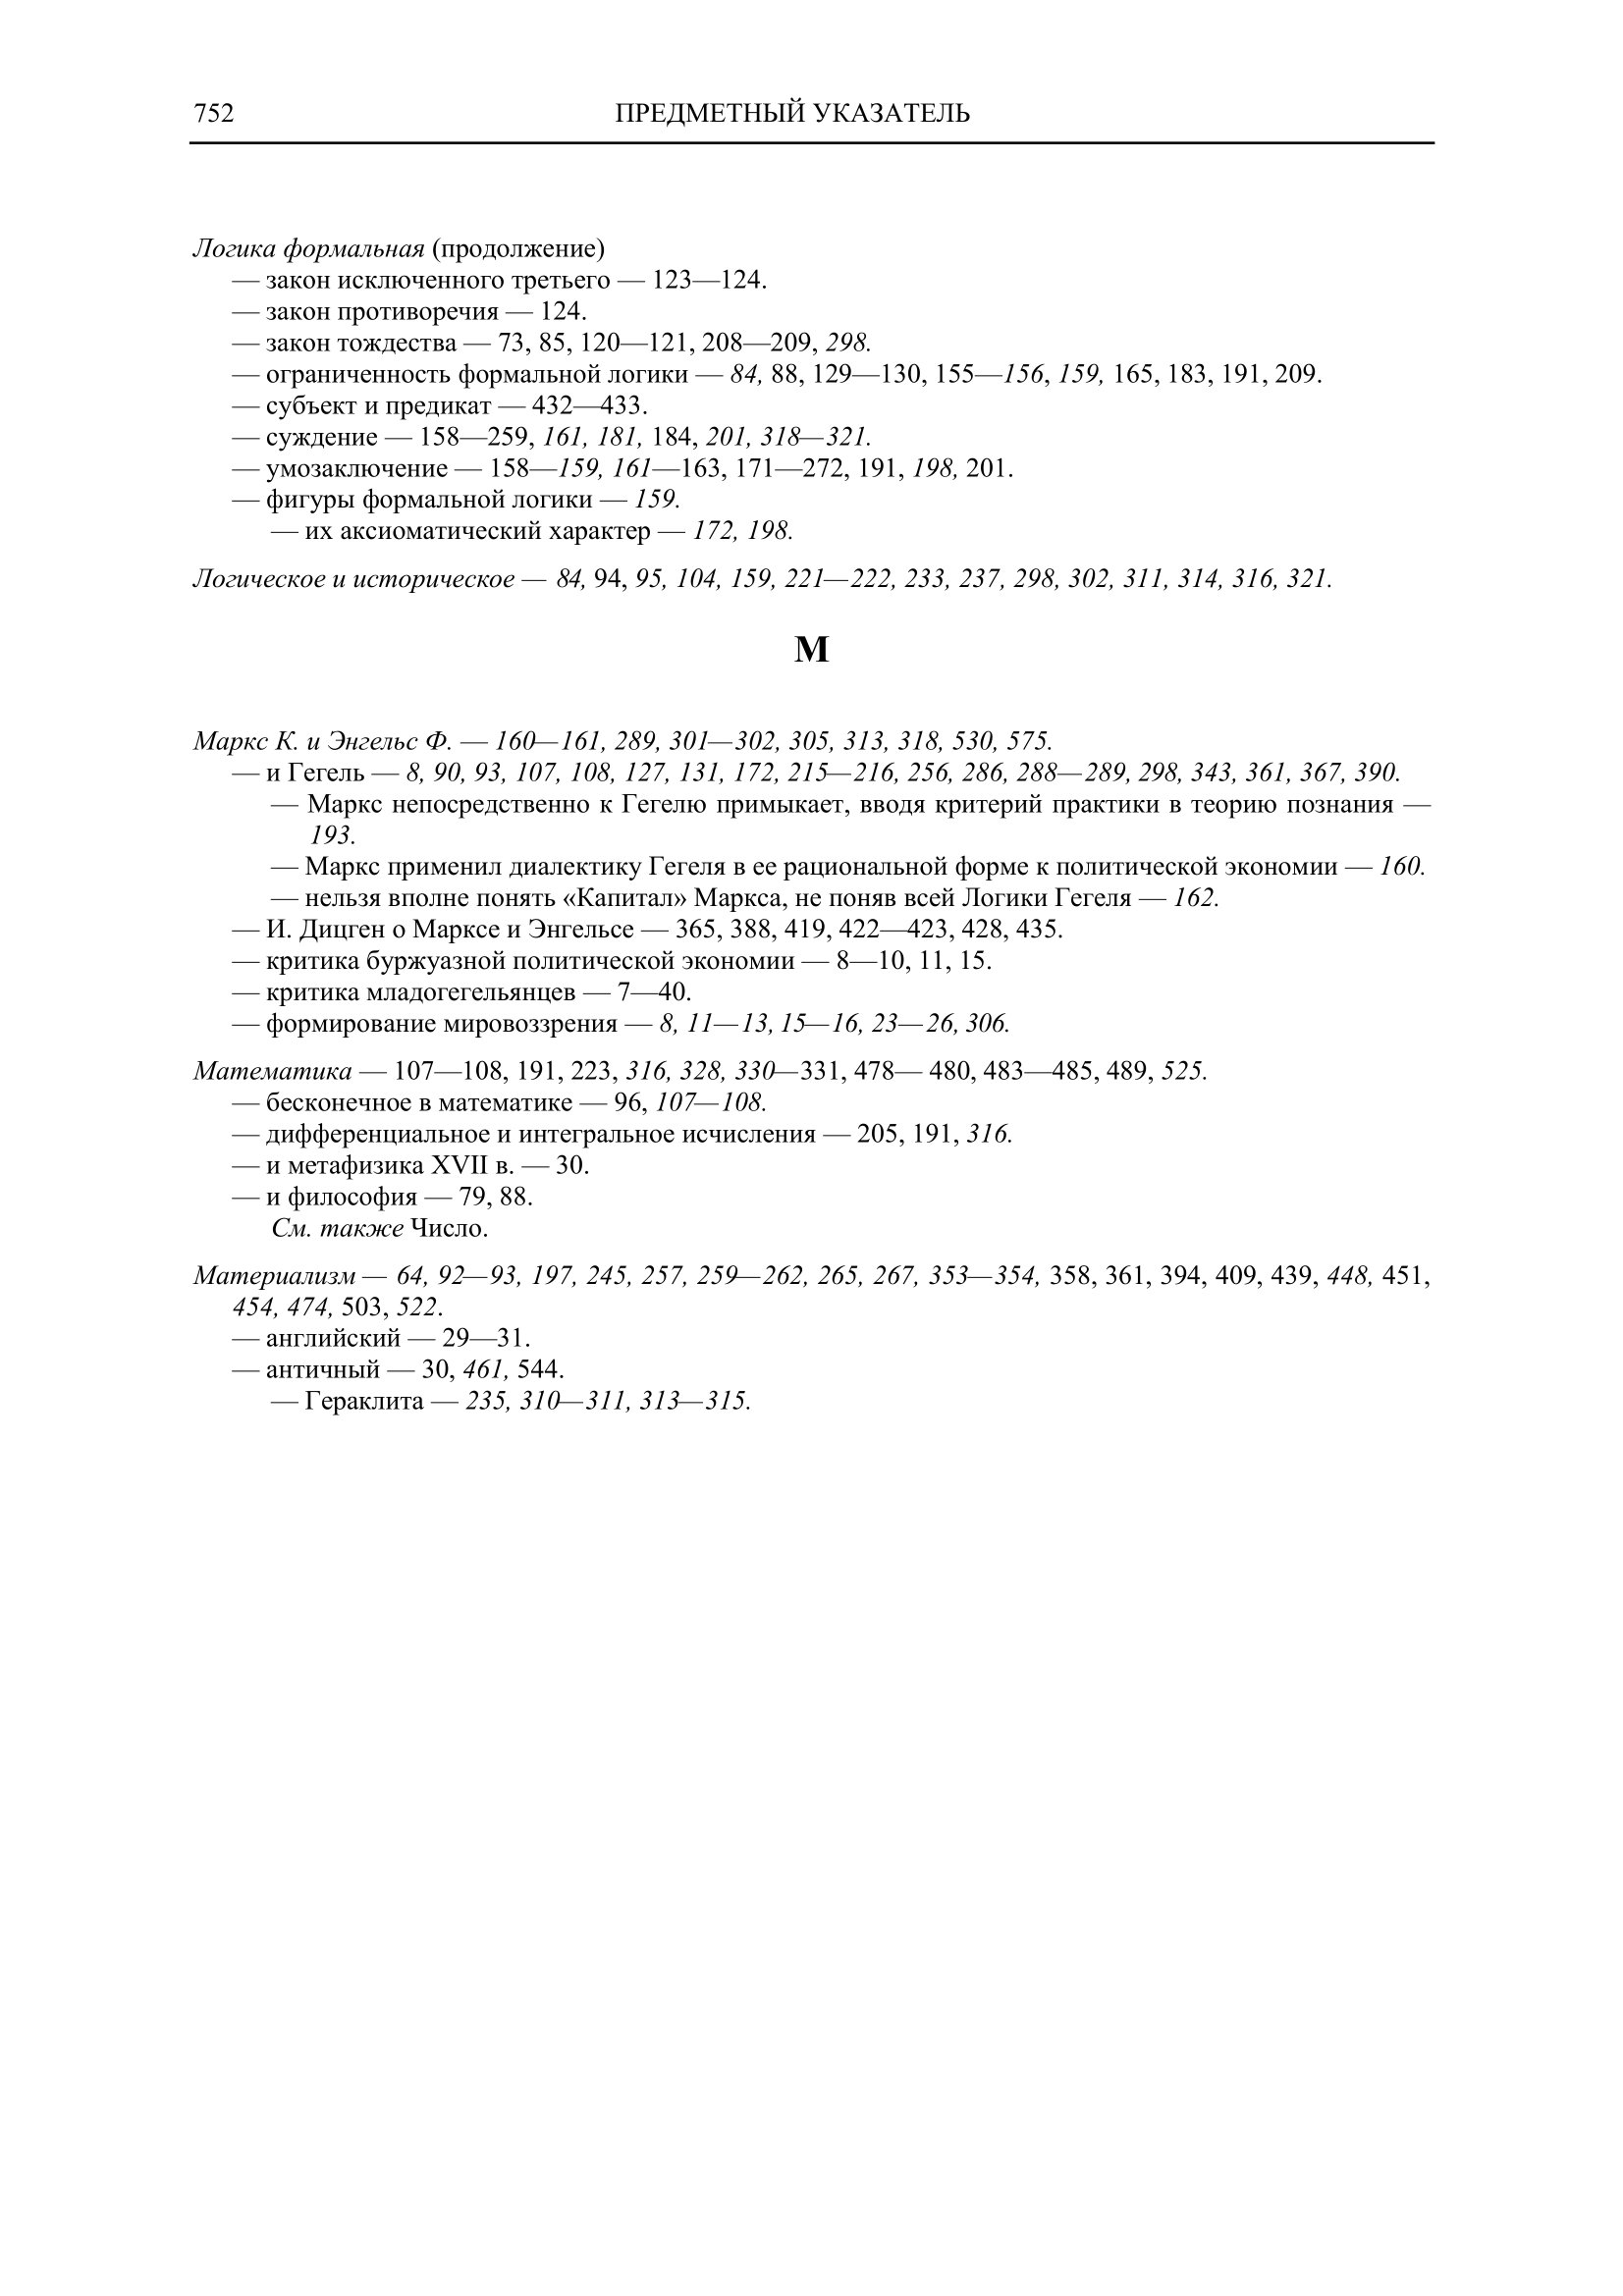 752 ПРЕДМЕТНЫЙ УКАЗАТЕЛЬ
Логика формальная (продолжение)
— закон исключенного третьего — 123—124.
— закон противоречия — 124.
— закон тождества — 73, 85, 120—121, 208—209, 298.
— ограниченность формальной логики — 84, 88, 129—130, 155—156, 159, 165, 183, 191, 209.
— субъект и предикат — 432—433.
— суждение — 158—259, 161, 181, 184, 201, 318—321.
— умозаключение — 158—159, 161—163, 171—272, 191, 198, 201.
— фигуры формальной логики — 159.
— их аксиоматический характер — 172, 198.
Логическое и историческое — 84, 94, 95, 104, 159, 221—222, 233, 237, 298, 302, 311, 314, 316, 321.
М
Маркс К. и Энгельс Ф. — 160—161, 289, 301—302, 305, 313, 318, 530, 575.
— и Гегель — 8, 90, 93, 107, 108, 127, 131, 172, 215—216, 256, 286, 288—289, 298, 343, 361, 367, 390.
— Маркс непосредственно к Гегелю примыкает, вводя критерий практики в теорию познания —
193.
— Маркс применил диалектику Гегеля в ее рациональной форме к политической экономии — 160.
— нельзя вполне понять «Капитал» Маркса, не поняв всей Логики Гегеля — 162.
— И. Дицген о Марксе и Энгельсе — 365, 388, 419, 422—423, 428, 435.
— критика буржуазной политической экономии — 8—10, 11, 15.
— критика младогегельянцев — 7—40.
— формирование мировоззрения — 8, 11—13, 15—16, 23—26, 306.
Математика — 107—108, 191, 223, 316, 328, 330—331, 478— 480, 483—485, 489, 525.
— бесконечное в математике — 96, 107—108.
— дифференциальное и интегральное исчисления — 205, 191, 316.
— и метафизика XVII в. — 30.
— и философия — 79, 88.
См. также Число.
Материализм — 64, 92—93, 197, 245, 257, 259—262, 265, 267, 353—354, 358, 361, 394, 409, 439, 448, 451,
454, 474, 503, 522.
— английский — 29—31.
— античный — 30, 461, 544.
— Гераклита — 235, 310—311, 313—315.